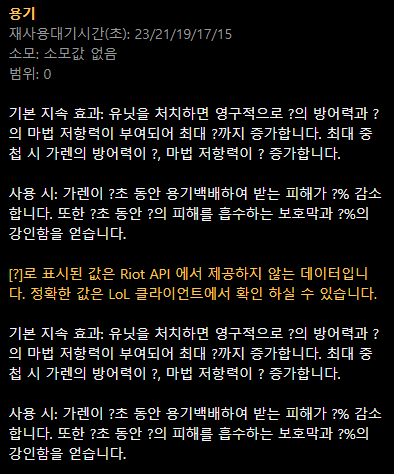 용기
재사용대기시간(초): 23/21/19/17/15
소모: 소모값 없음
범위: 0
기본 지속 효과: 유닛을 처치하면 영구적으로 ?의 방어력과 ?
의 마법 저항력이 부여되어 최대 ?까지 증가합니다. 최대 중
첩 시 가렌의 방어력이 ?, 마법 저항력이 ? 증가합니다.
사용 시: 가렌이 ?초 동안 용기백배하여 받는 피해가 ?% 감소
합니다. 또한 ?초 동안 ?의 피해를 흡수하는 보호막과 ?%의
강인함을 얻습니다.
[?]로 표시된 값은 Riot API 에서 제공하지 않는 데이터입니
다. 정확한 값은 LoL 클라이언트에서 확인 하실 수 있습니다.
기본 지속 효과: 유닛을 처치하면 영구적으로 ?의 방어력과 ?
의 마법 저항력이 부여되어 최대 ?까지 증가합니다. 최대 중
첩 시 가렌의 방어력이 ?, 마법 저항력이 ? 증가합니다.
사용 시: 가렌이 ?초 동안 용기백배하여 받는 피해가 ?% 감소
합니다. 또한 ?초 동안 ?의 피해를 흡수하는 보호막과 ?%의
강인함을 얻습니다.